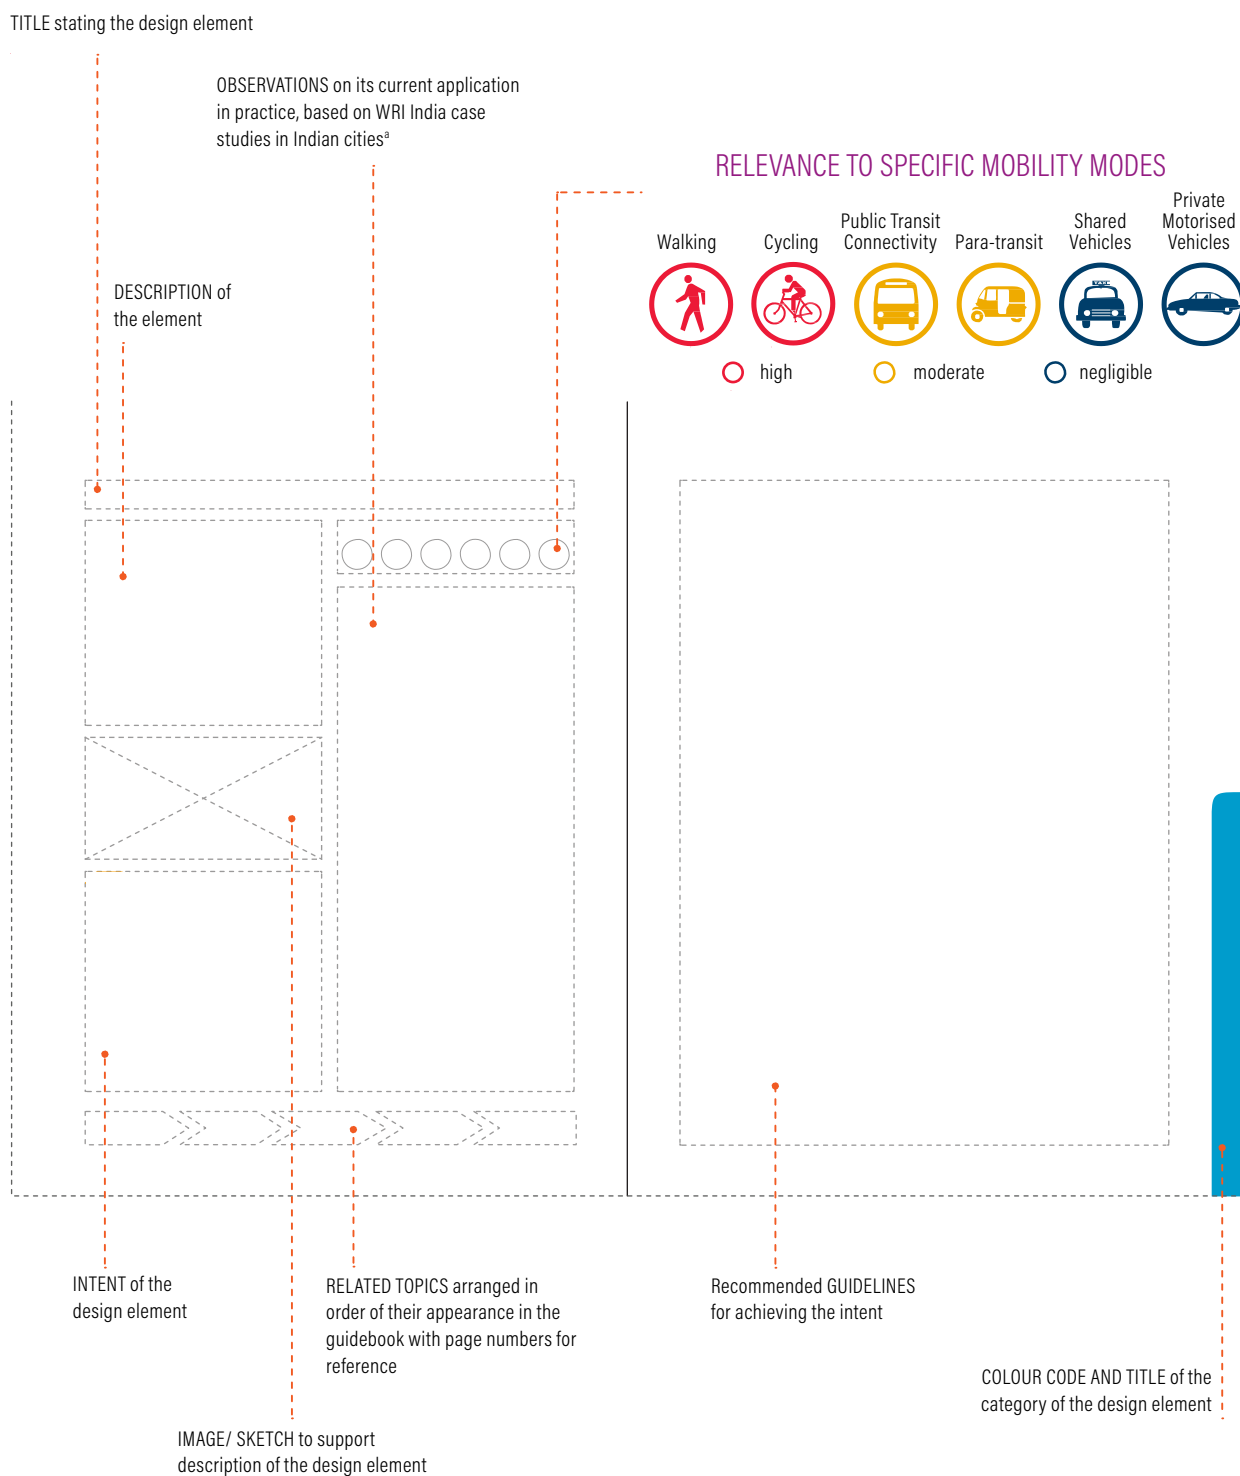 TITLE stating the design element
OBSERVATIONS on its current application
in practice, based on WRI India case
studies in Indian citiesª
RELEVANCE TO SPECIFIC MOBILITY MODES
Walking
Cycling
Public Transit
Connectivity
Para-transit
Shared
Vehicles
Private
Motorised
Vehicles
TAXI
high
moderate
negligible
DESCRIPTION of
the element
INTENT of the
design element
RELATED TOPICS arranged in
order of their appearance in the
guidebook with page numbers for
reference
Recommended GUIDELINES
for achieving the intent
COLOUR CODE AND TITLE of the
category of the design element
IMAGE/ SKETCH to support
description of the design element